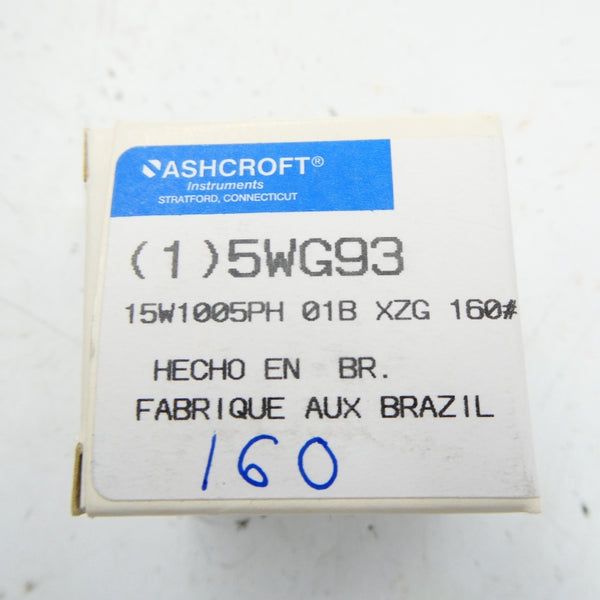 ASHCROFT®
Instruments
STRATFORD, CONNECTICUT
(1)5WG93
15W1005PH 01B XZG 160#
HECHO EN BR.
FABRIQUE AUX BRAZIL
160